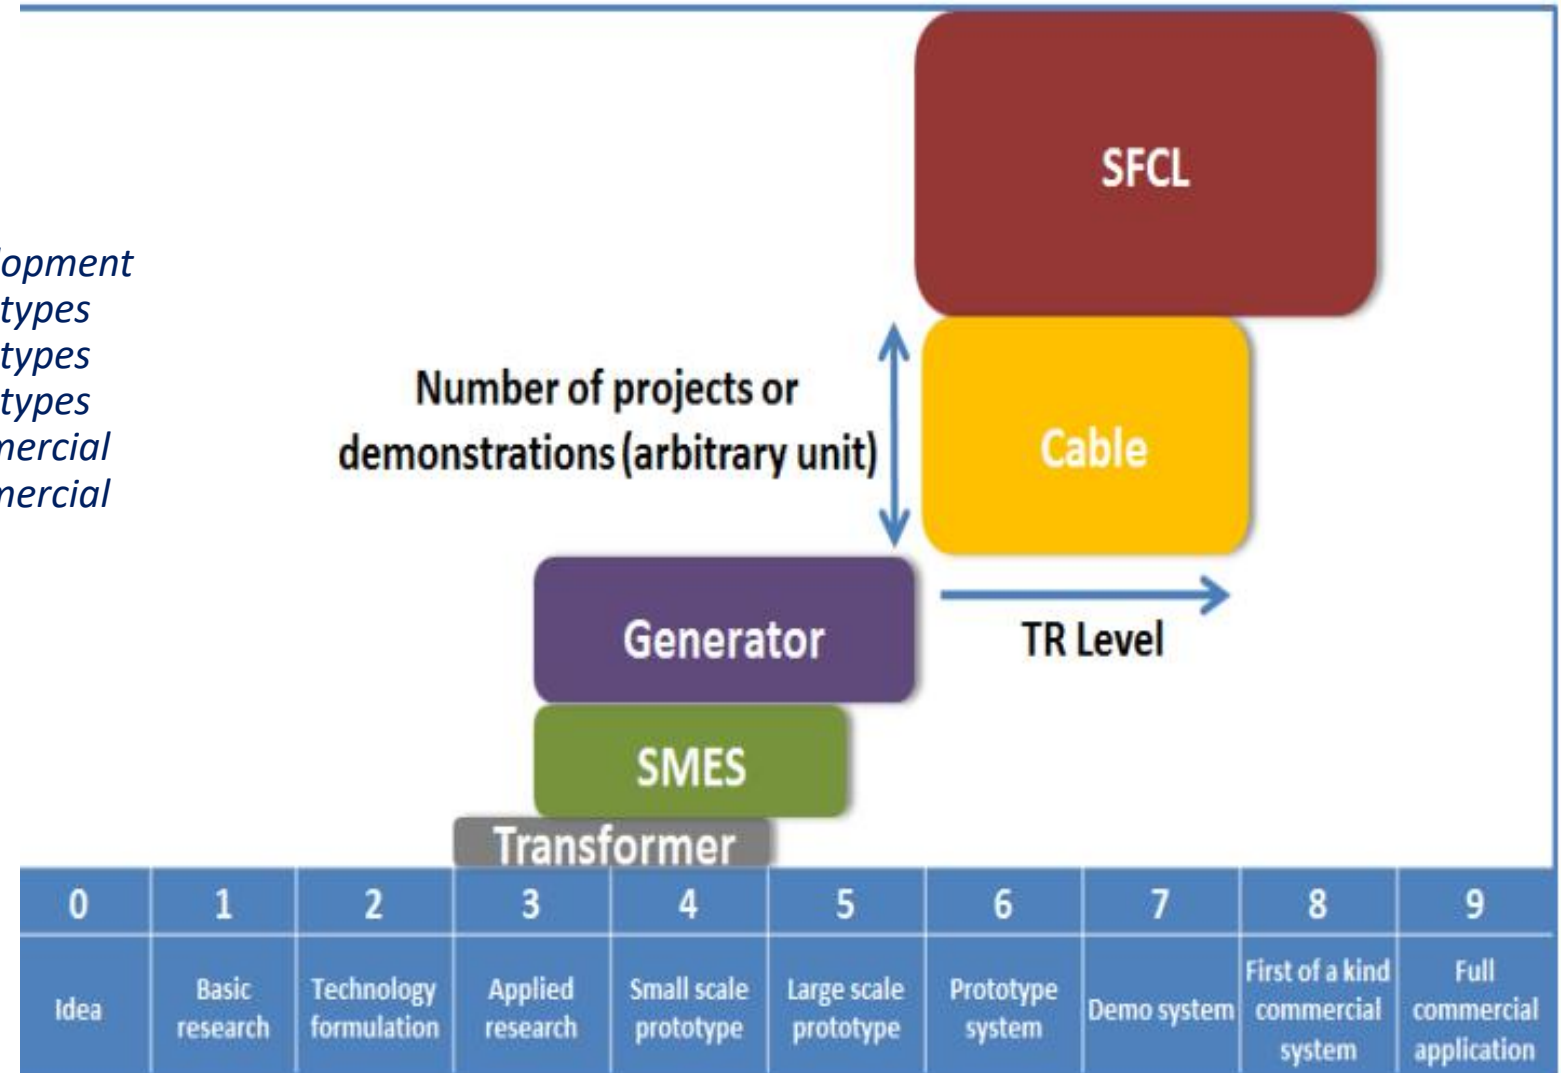 lopment
types
types
types
mercial
mercial
SFCL
Number of projects or
demonstrations (arbitrary unit)
Cable
Generator
TR Level
SMES
Transformer
0 1 2 3 4 5 6 7 8 9
Idea
Basic
research
Technology
formulation
Applied
research
Small scale
prototype
Large scale
prototype
Prototype
system
Demo system
First of a kind
commercial
system
Full
commercial
application